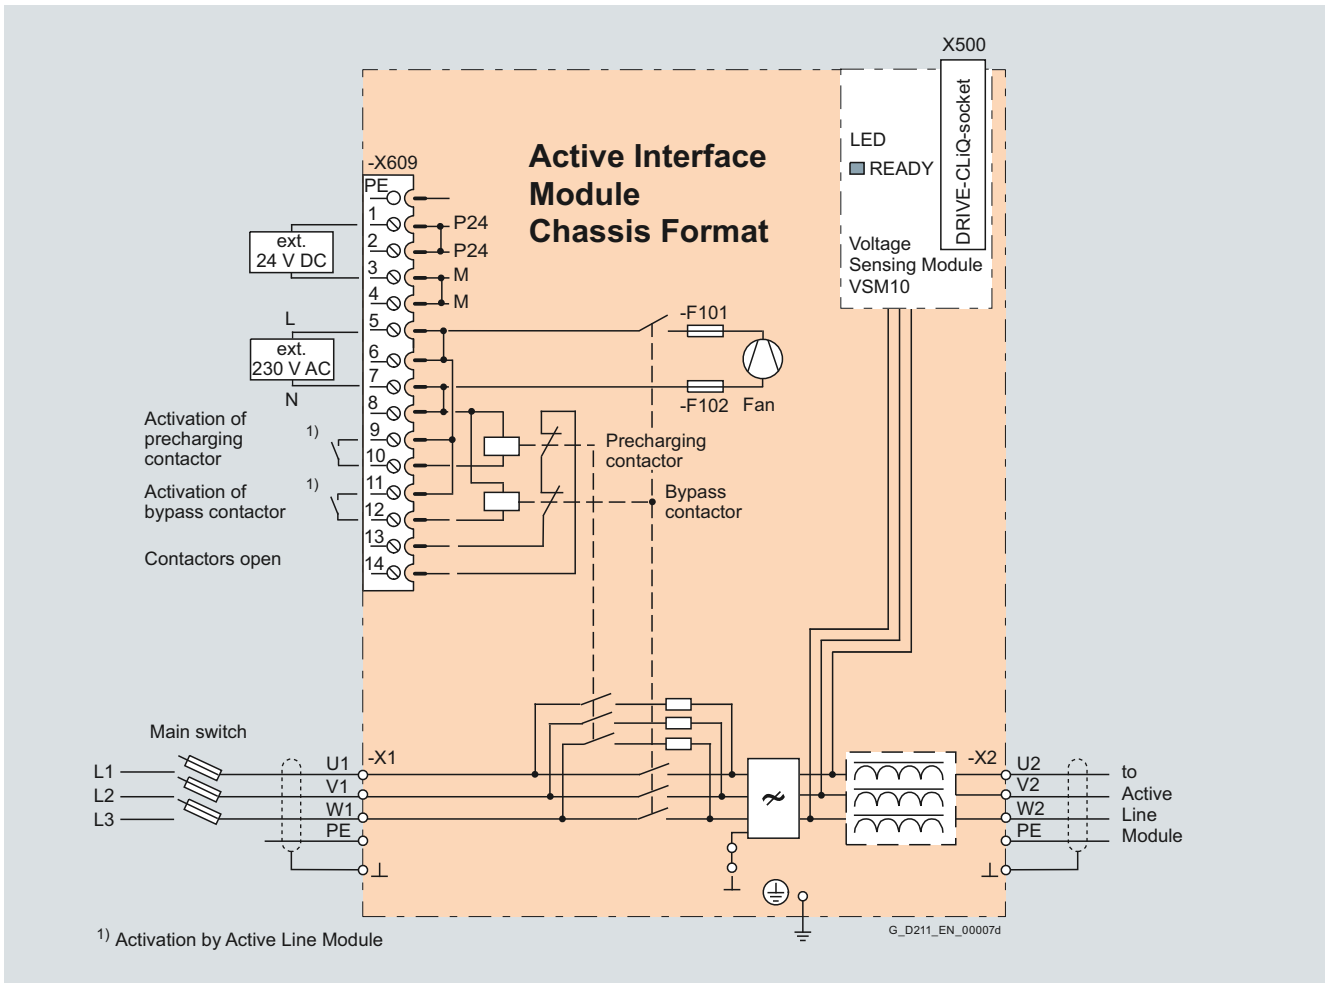 X500
DRIVE-CLiQ-socket
LED
READY
Voltage
Sensing Module
VSM10
Active Interface
Module
Chassis Format
-X609
PE
1
P24
2
P24
3
M
4
M
5
6
7
8
9
10
11
12
13
14
ext.
24 V DC
L
ext.
230 V AC
N
-F101
-F102
Fan
Activation of
precharging
contactor
1)
Activation of
bypass contactor
1)
Contactors open
Precharging
contactor
Bypass
contactor
Main switch
L1
L2
L3
U1
V1
W1
PE
-X1
-X2
U2
V2
W2
PE
to
Active
Line
Module
G_D211_EN_00007d
1) Activation by Active Line Module